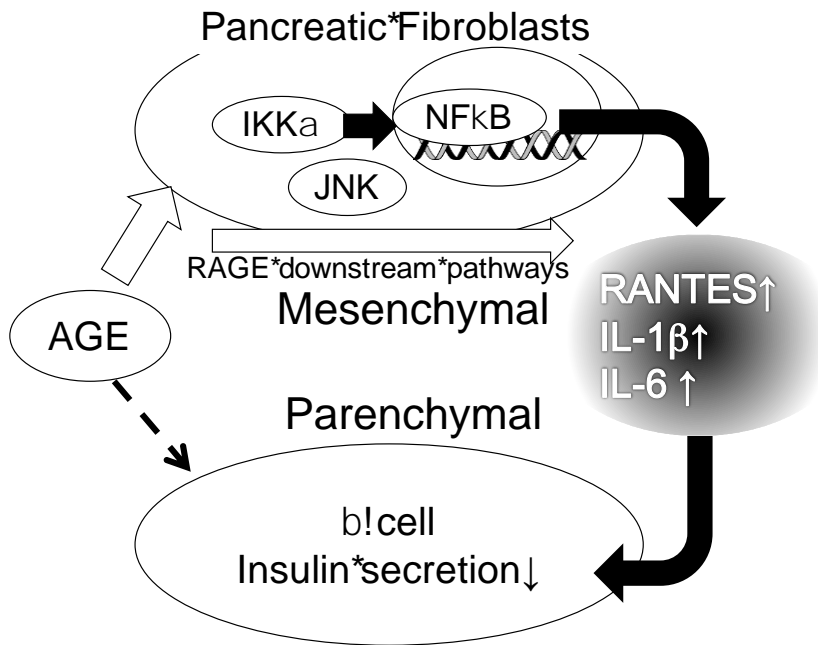 Pancreatic*Fibroblasts
IKKa
NFkB
JNK
RAGE*downstream*pathways
Mesenchymal
RANTES↑
IL-1β↑
IL-6 ↑
AGE
Parenchymal
b!cell
Insulin*secretion↓